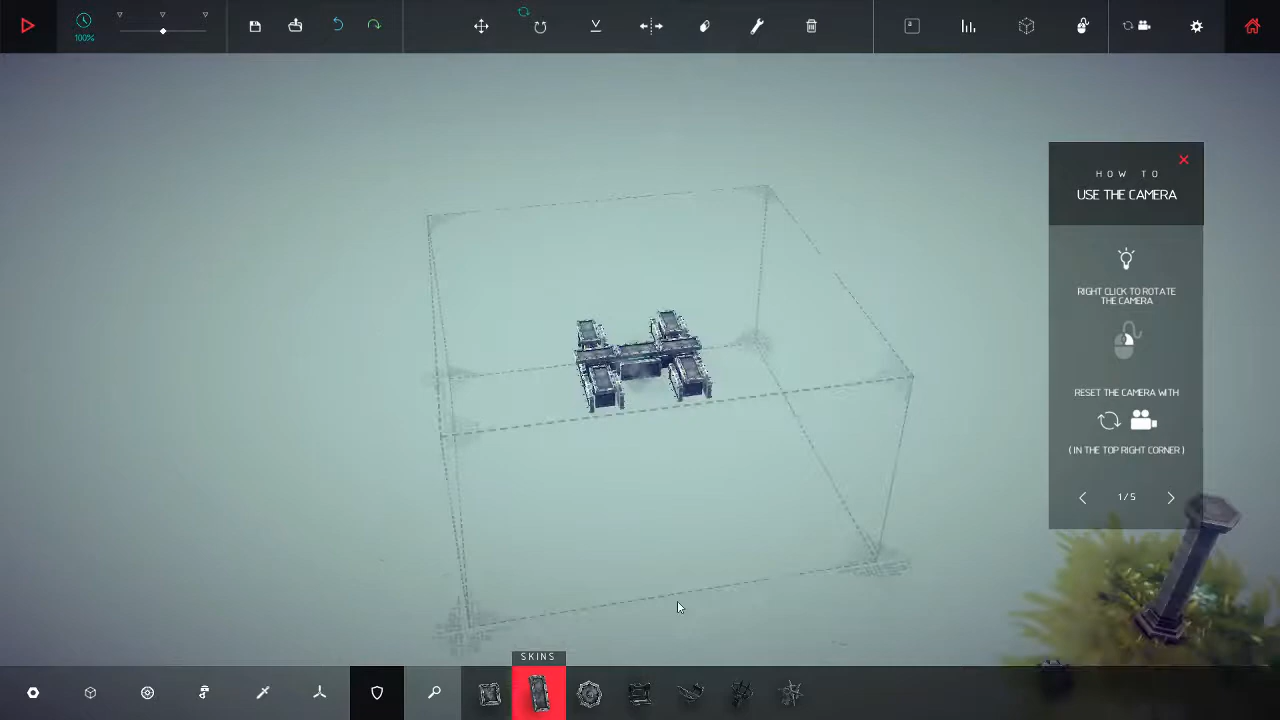 100%
HOW TO
USE THE CAMERA
RIGHT CLICK TO ROTATE
THE CAMERA
RESET THE CAMERA WITH
( IN THE TOP RIGHT CORNER )
1/5
SKINS